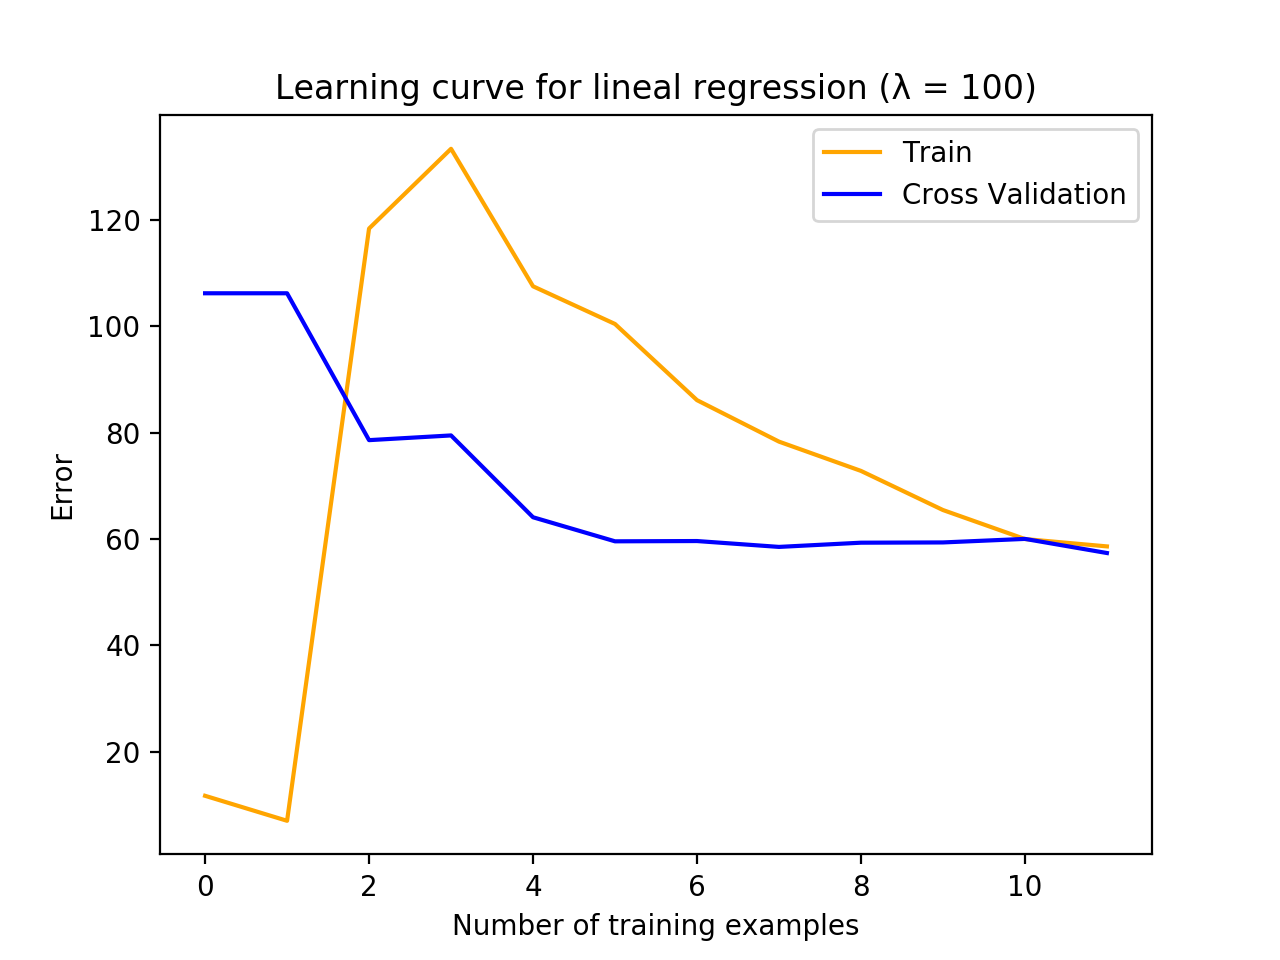 Learning curve for lineal regression (λ = 100)
Train
Cross Validation
120
100
80
60
40
20
Error
0 2 4 6 8 10
Number of training examples